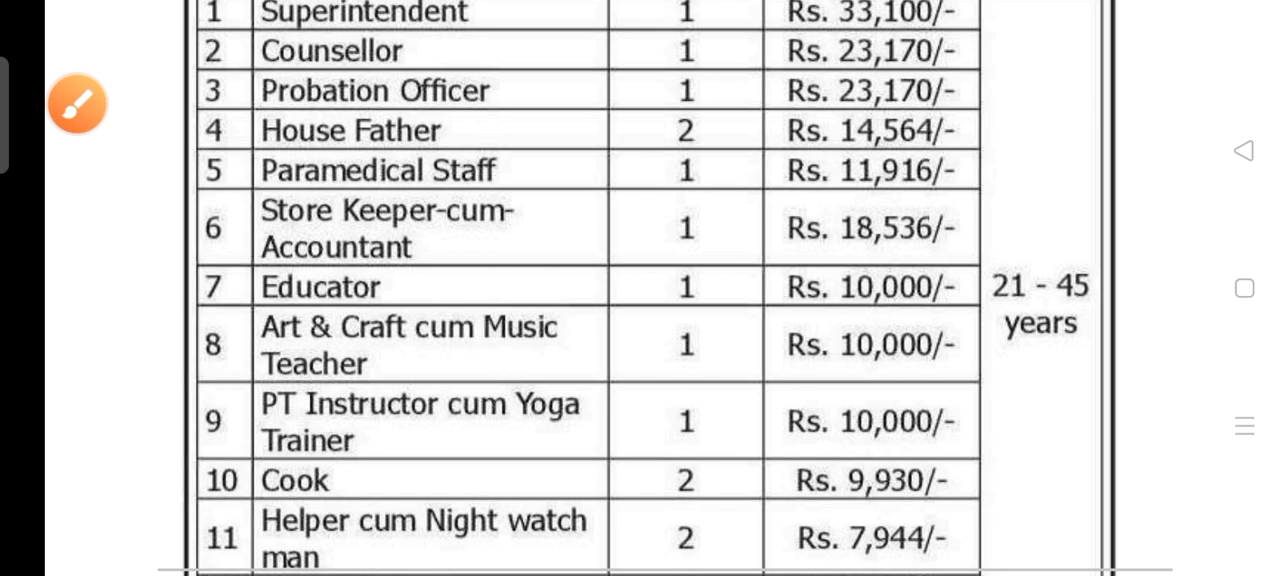 1 Superintendent 1 Rs. 33,100/-
2 Counsellor 1 Rs. 23,170/-
3 Probation Officer 1 Rs. 23,170/-
4 House Father 2 Rs. 14,564/-
5 Paramedical Staff 1 Rs. 11,916/-
6 Store Keeper-cum-
Accountant 1 Rs. 18,536/-
7 Educator 1 Rs. 10,000/-
21 - 45
years
8 Art & Craft cum Music
Teacher 1 Rs. 10,000/-
9 PT Instructor cum Yoga
Trainer 1 Rs. 10,000/-
10 Cook 2 Rs. 9,930/-
11 Helper cum Night watch
man 2 Rs. 7,944/-